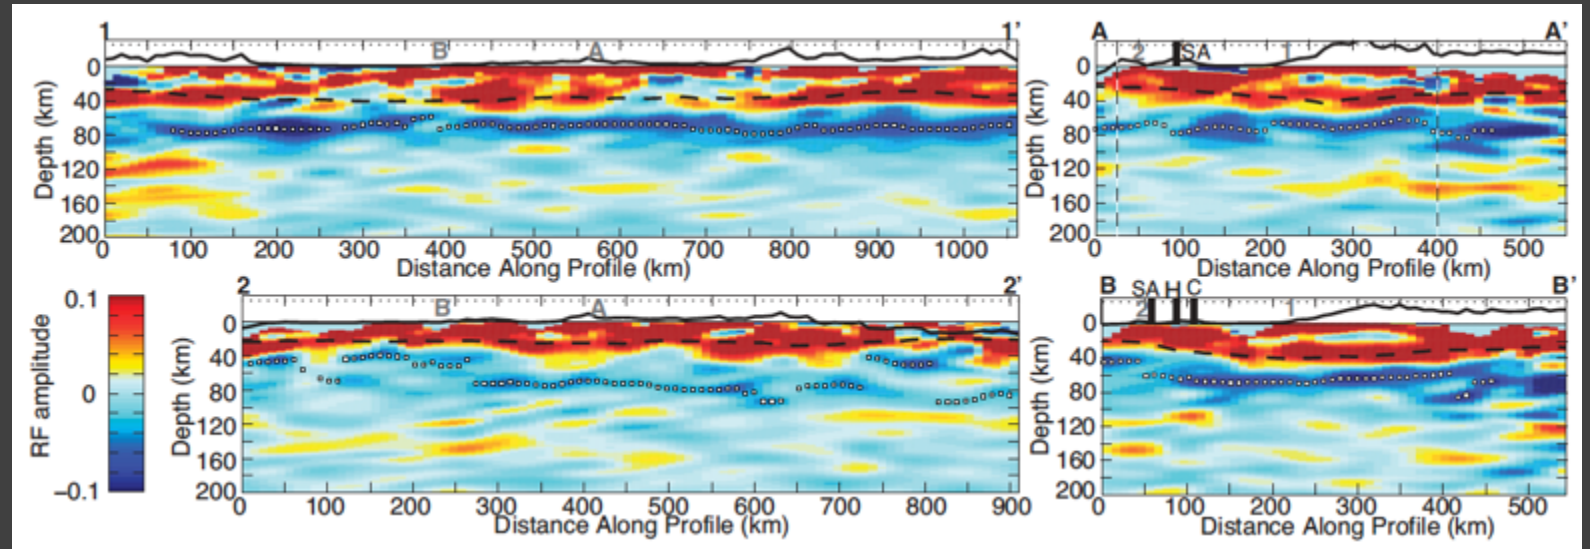 1 1'
B A
0
40
80
120
160
200
Depth (km)
0 100 200 300 400 500 600 700 800 900 1000
Distance Along Profile (km)
A A'
2 SA 1
0
40
80
120
160
200
Depth (km)
0 100 200 300 400 500
Distance Along Profile (km)
0.1
0
−0.1
RF amplitude
2 2'
B A
0
40
80
120
160
200
Depth (km)
0 100 200 300 400 500 600 700 800 900
Distance Along Profile (km)
B SA H C B'
2 1
0
40
80
120
160
200
Depth (km)
0 100 200 300 400 500
Distance Along Profile (km)